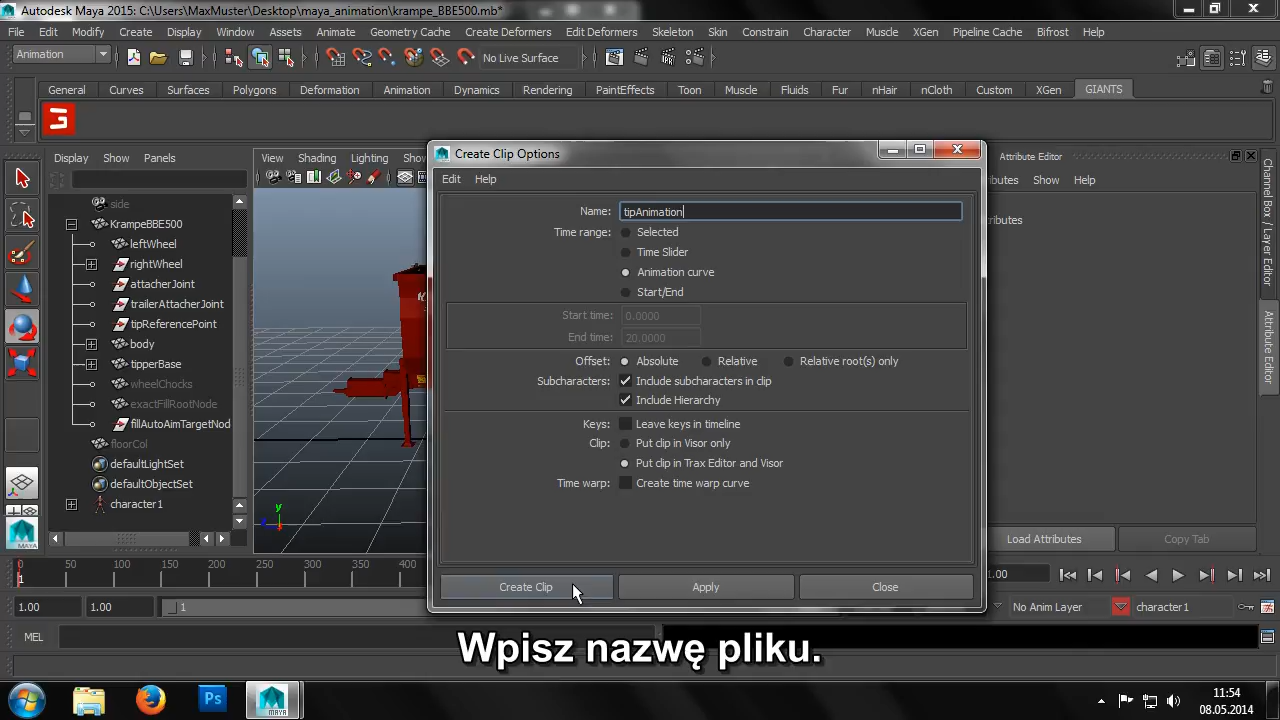 Autodesk Maya 2015: C:\Users\MaxMuster\Desktop\maya_animation\krampe_BBE500.mb*
File Edit Modify Create Display Window Assets Animate Geometry Cache Create Deformers Edit Deformers Skeleton Skin Constrain Character Muscle XGen Pipeline Cache Bifrost Help
Animation No Live Surface
General Curves Surfaces Polygons Deformation Animation Dynamics Rendering PaintEffects Toon Muscle Fluids Fur nHair nCloth Custom XGen GIANTS
Display Show Panels
View Shading Lighting Sho
Create Clip Options
Edit Help
Name: tipAnimation
Time range: Selected
Time Slider
Animation curve
Start/End
Start time: 0.0000
End time: 20.0000
Offset: Absolute Relative Relative root(s) only
Subcharacters: Include subcharacters in clip
Include Hierarchy
Keys: Leave keys in timeline
Clip: Put clip in Visor only
Put clip in Trax Editor and Visor
Time warp: Create time warp curve
Create Clip Apply Close
side
KrampeBBE500
leftWheel
rightWheel
attacherJoint
trailerAttacherJoint
tipReferencePoint
body
tipperBase
wheelChocks
exactFillRootNode
fillAutoAimTargetNod
floorCol
defaultLightSet
defaultObjectSet
character1
y
Attribute Editor
ributes Show Help
ributes
Channel Box / Layer Editor
Attribute Editor
Load Attributes Copy Tab
0 50 100 150 200 250 300 350 400
1
1.00
1.00 1.00 1
No Anim Layer character1
MEL
Wpisz nazwę pliku.
Ps
MAYA
11:54
08.05.2014